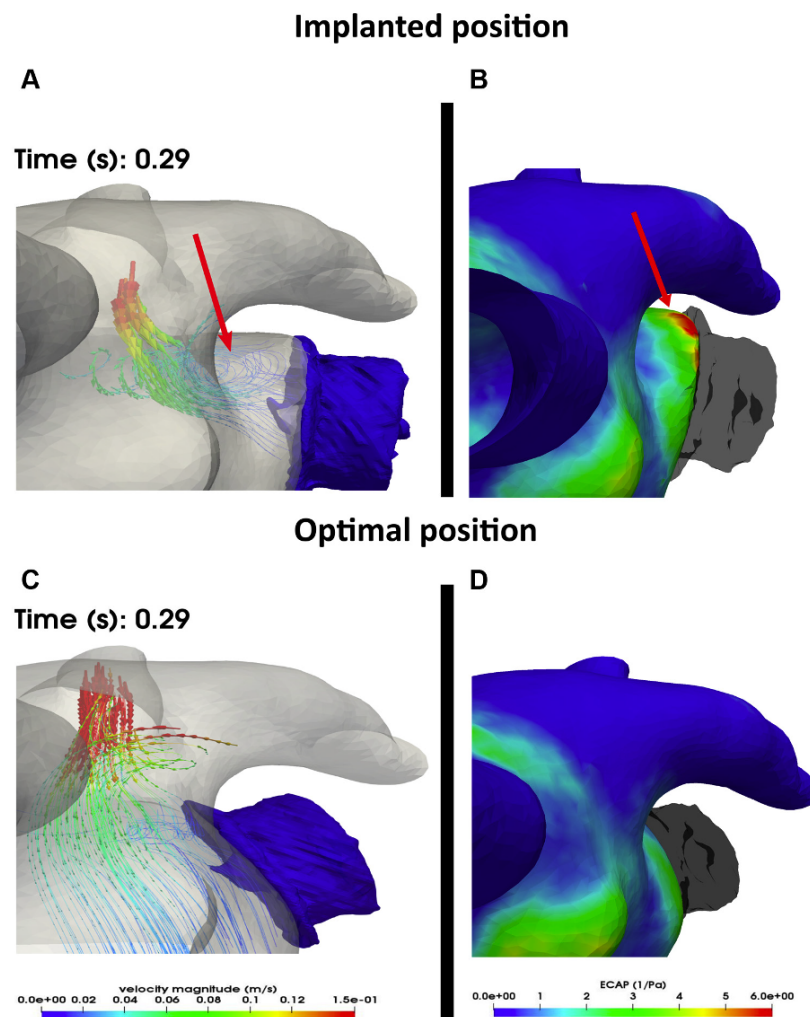 Implanted position
A
B
Time (s): 0.29
Optimal position
C
D
Time (s): 0.29
velocity magnitude (m/s)
0.0e+00 0.02 0.04 0.06 0.08 0.10 0.12 1.5e-01
ECAP (1/Pa)
0.0e+00 1 2 3 4 5 6.0e+00